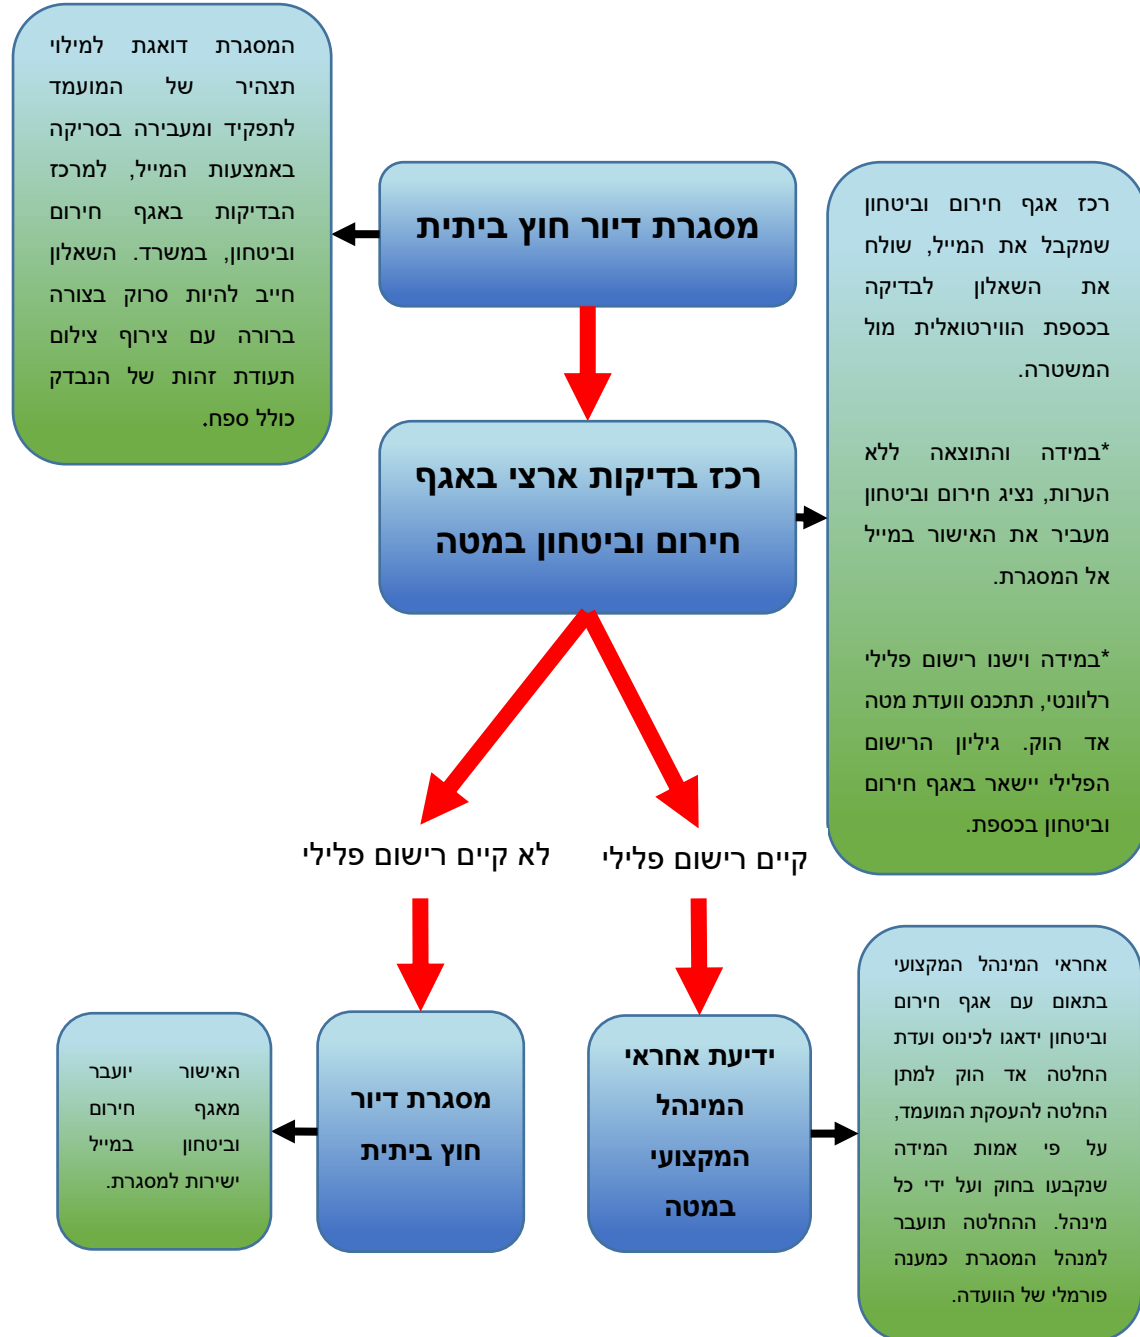 המסגרת דואגת למילוי
תצהיר של המועמד
לתפקיד ומעבירה בסריקה
באמצעות המייל, למרכז
הבדיקות באגף חירום
וביטחון, במשרד. השאלון
חייב להיות סרוק בצורה
ברורה עם צירוף צילום
תעודת זהות של הנבדק
כולל ספח.
מסגרת דיור חוץ ביתית
רכז אגף חירום וביטחון
שמקבל את המייל, שולח
את השאלון לבדיקה
בכספת הווירטואלית מול
המשטרה.
*במידה והתוצאה ללא
הערות, נציג חירום וביטחון
מעביר את האישור במייל
אל המסגרת.
*במידה וישנו רישום פלילי
רלוונטי, תתכנס וועדת מטה
אד הוק. גיליון הרישום
הפלילי יישאר באגף חירום
וביטחון בכספת.
רכז בדיקות ארצי באגף
חירום וביטחון במטה
קיים רישום פלילי
לא קיים רישום פלילי
אחראי המינהל המקצועי
בתאום עם אגף חירום
וביטחון ידאגו לכינוס ועדת
החלטה אד הוק למתן
החלטה להעסקת המועמד,
על פי אמות המידה
שנקבעו בחוק ועל ידי כל
מינהל. ההחלטה תועבר
למנהל המסגרת כמענה
פורמלי של הוועדה.
ידיעת אחראי
המינהל
המקצועי
במטה
מסגרת דיור
חוץ ביתית
האישור יועבר
מאגף חירום
וביטחון במייל
ישירות למסגרת.